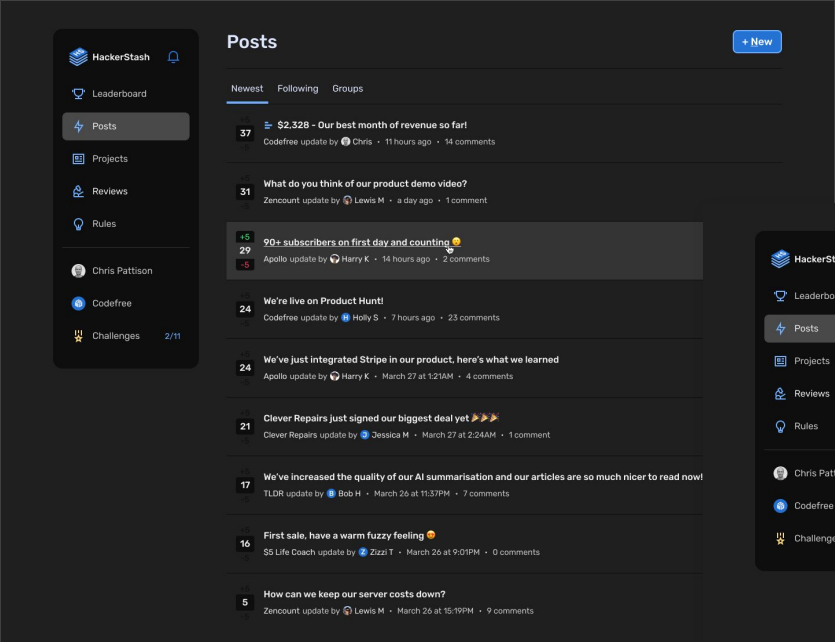 HackerStash
Leaderboard
Posts
Projects
Reviews
Rules
Chris Pattison
Codefree
Challenges 2/11
Posts
+ New
Newest Following Groups
37
$2,328 - Our best month of revenue so far!
Codefree update by Chris • 11 hours ago • 14 comments
31
What do you think of our product demo video?
Zencount update by Lewis M • a day ago • 1 comment
+5
29
-5
90+ subscribers on first day and counting 😴
Apollo update by Harry K • 14 hours ago • 2 comments
24
We're live on Product Hunt!
Codefree update by H Holly S • 7 hours ago • 23 comments
24
We've just integrated Stripe in our product, here's what we learned
Apollo update by Harry K • March 27 at 1:21AM • 4 comments
21
Clever Repairs just signed our biggest deal yet 🎉🎉🎉
Clever Repairs update by J Jessica M • March 27 at 2:24AM • 1 comment
17
We've increased the quality of our AI summarisation and our articles are so much nicer to read now!
TLDR update by B Bob H • March 26 at 11:37PM • 7 comments
16
First sale, have a warm fuzzy feeling 😍
$5 Life Coach update by Z Zizzi T • March 26 at 9:01PM • 0 comments
5
How can we keep our server costs down?
Zencount update by Lewis M • March 26 at 15:19PM • 9 comments
HackerSt
Leaderbo
Posts
Projects
Reviews
Rules
Chris Patt
Codefree
Challenge